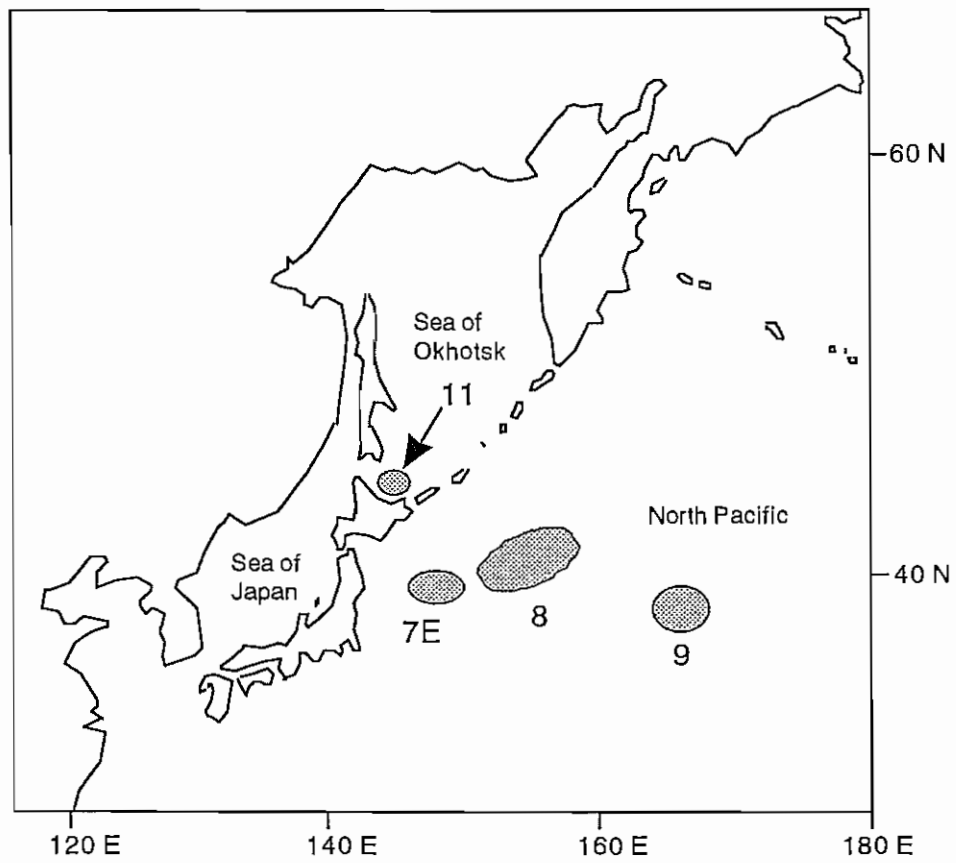 60 N
Sea of
Okhotsk
11
North Pacific
Sea of
Japan
40 N
7E
8
9
120 E
140 E
160 E
180 E